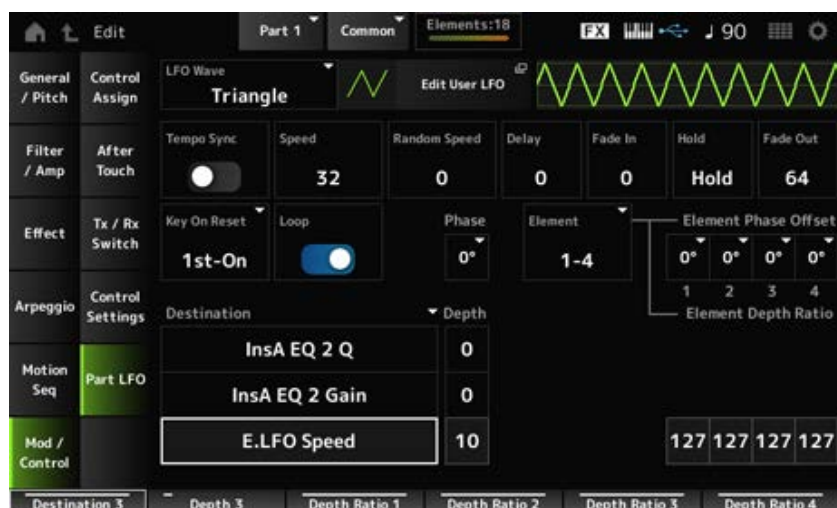 Edit
Part 1
Common
Elements:18
FX
90
General / Pitch
Control Assign
LFO Wave
Triangle
Edit User LFO
Filter / Amp
After Touch
Tempo Sync
Speed
Random Speed
Delay
Fade In
Hold
Fade Out
32
0
0
0
Hold
64
Effect
Tx / Rx Switch
Key On Reset
Loop
Phase
Element
Element Phase Offset
1st-On
0°
1-4
0° 0° 0° 0°
1 2 3 4
Element Depth Ratio
Arpeggio
Control Settings
Destination
Depth
InsA EQ 2 Q
0
Motion Seq
Part LFO
InsA EQ 2 Gain
0
Mod / Control
E.LFO Speed
10
127 127 127 127
Destination 3
Depth 3
Depth Ratio 1
Depth Ratio 2
Depth Ratio 3
Depth Ratio 4